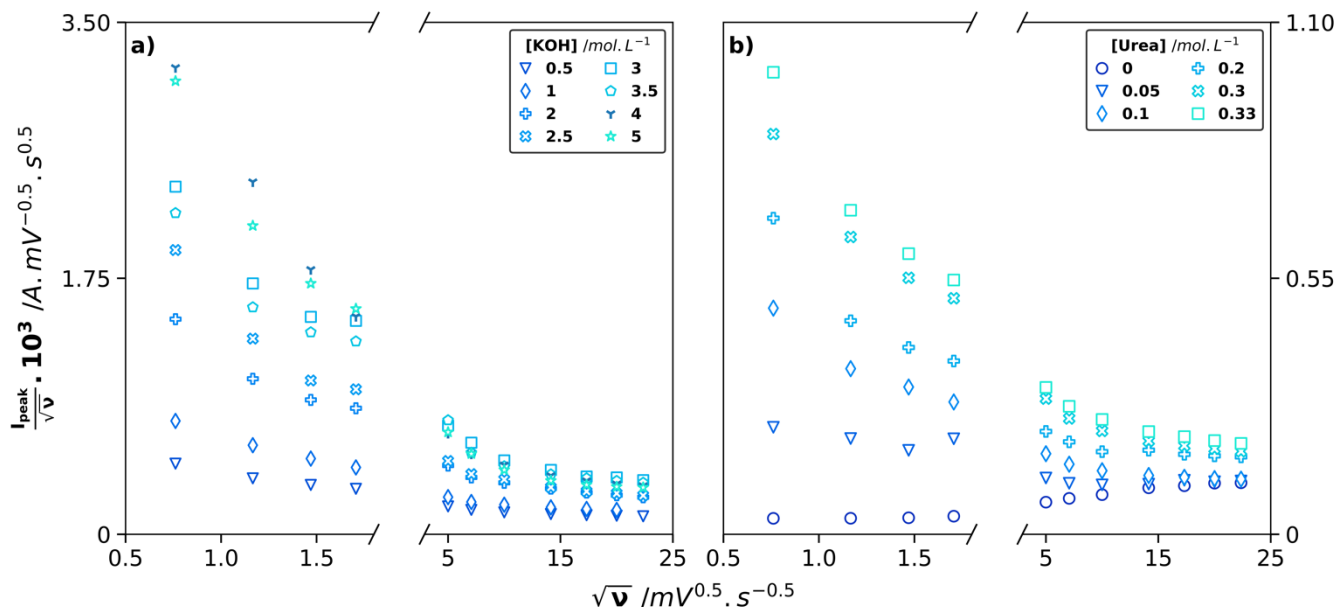 3.50
1.75
0
a)
[KOH] /mol.L⁻¹
0.5 3
1 3.5
2 4
2.5 5
0.5 1.0 1.5 5 15 25
b)
[Urea] /mol.L⁻¹
0 0.2
0.05 0.3
0.1 0.33
1.10
0.55
0
0.5 1.0 1.5 5 15 25
I_peak/√ν . 10³ /A.mV⁻⁰·⁵.s⁰·⁵
√ν /mV⁰·⁵.s⁻⁰·⁵